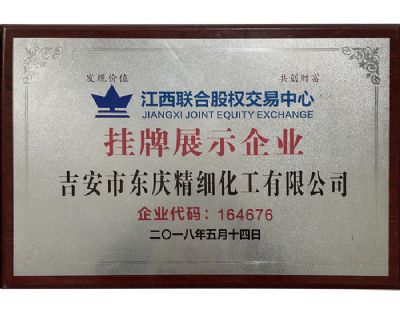 发现价值 共创财富
江西联合股权交易中心
JIANGXI JOINT EQUITY EXCHANGE
挂牌展示企业
吉安市东庆精细化工有限公司
企业代码：164676
二〇一八年五月十四日